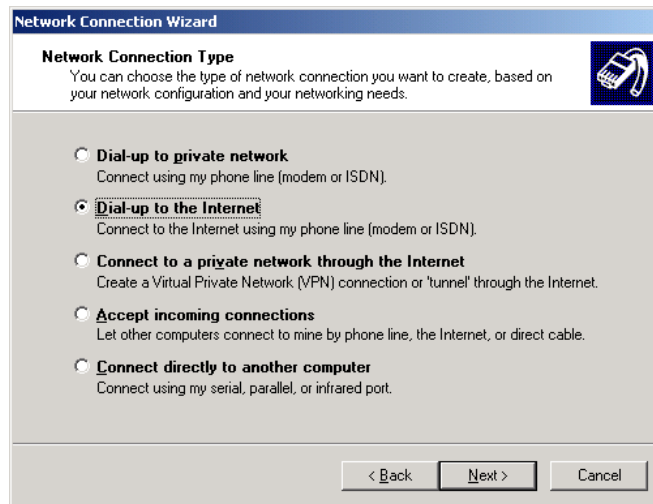 Network Connection Wizard
Network Connection Type
You can choose the type of network connection you want to create, based on
your network configuration and your networking needs.
Dial-up to private network
Connect using my phone line (modem or ISDN).
Dial-up to the Internet
Connect to the Internet using my phone line (modem or ISDN).
Connect to a private network through the Internet
Create a Virtual Private Network (VPN) connection or 'tunnel' through the Internet.
Accept incoming connections
Let other computers connect to mine by phone line, the Internet, or direct cable.
Connect directly to another computer
Connect using my serial, parallel, or infrared port.
< Back Next > Cancel